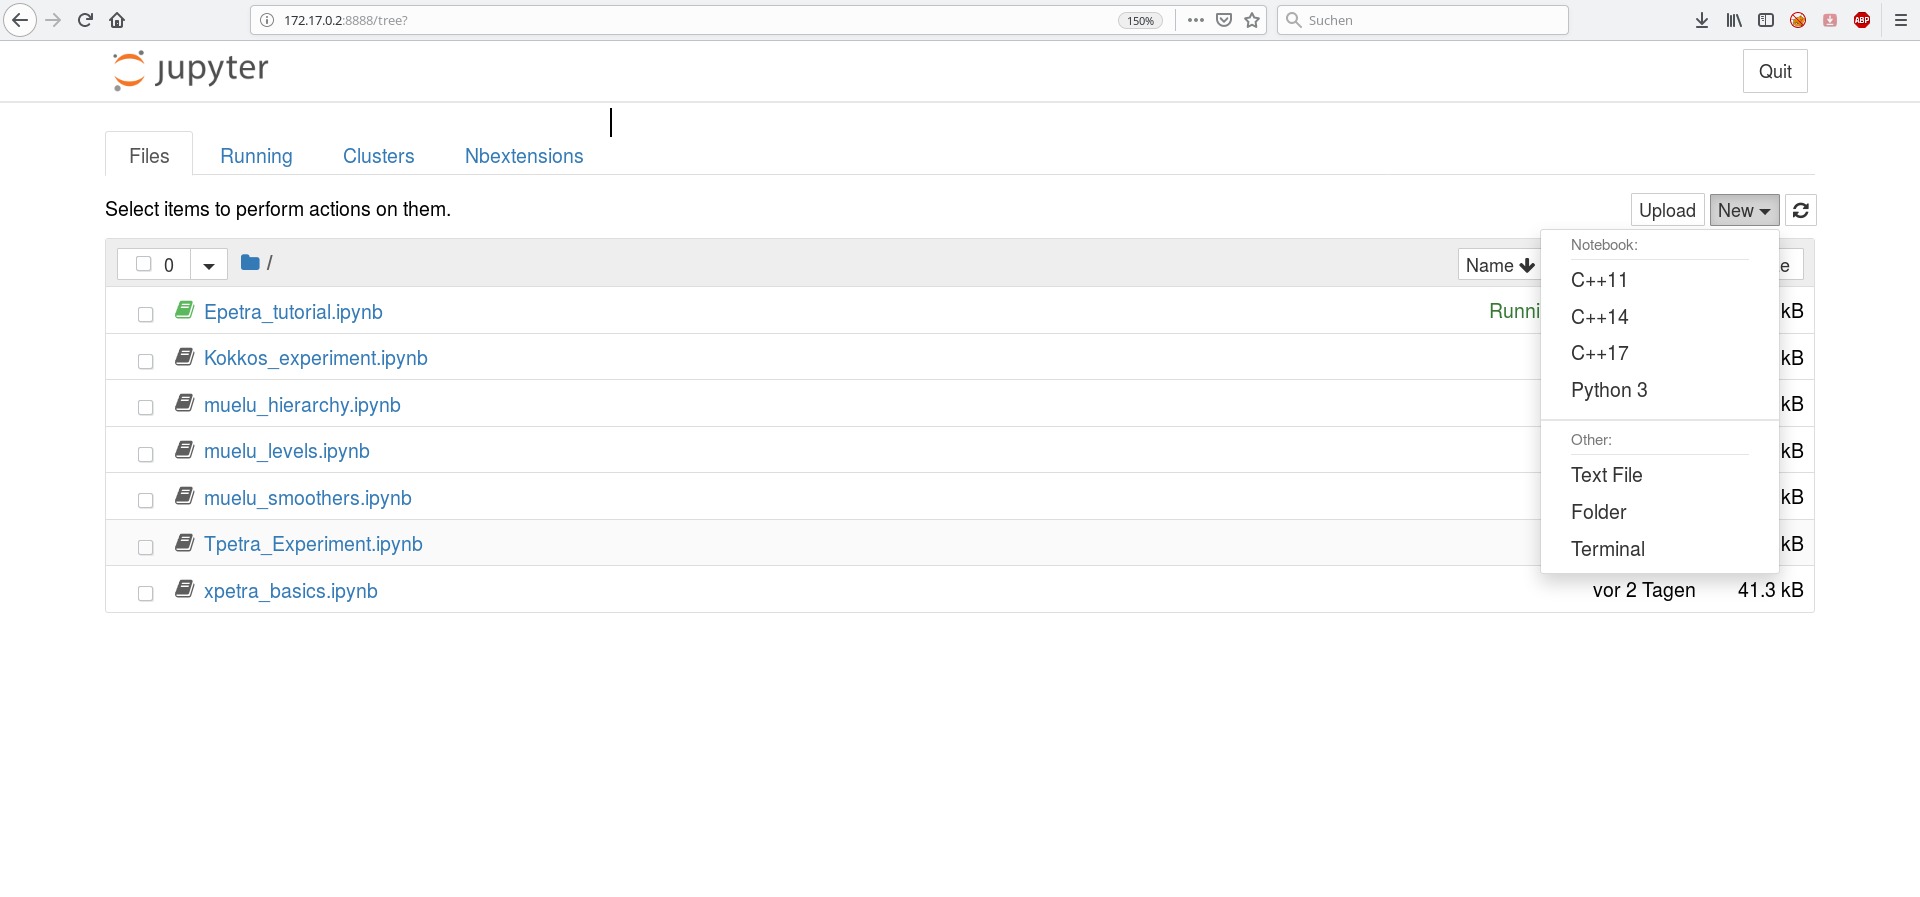 172.17.0.2:8888/tree?
150%
Suchen
ABP
jupyter
Quit
Files
Running
Clusters
Nbextensions
Select items to perform actions on them.
Upload
New
0
/
Name
e
Notebook:
C++11
C++14
C++17
Python 3
Other:
Text File
Folder
Terminal
Epetra_tutorial.ipynb
Runni
kB
Kokkos_experiment.ipynb
kB
muelu_hierarchy.ipynb
kB
muelu_levels.ipynb
kB
muelu_smoothers.ipynb
kB
Tpetra_Experiment.ipynb
kB
xpetra_basics.ipynb
vor 2 Tagen
41.3 kB